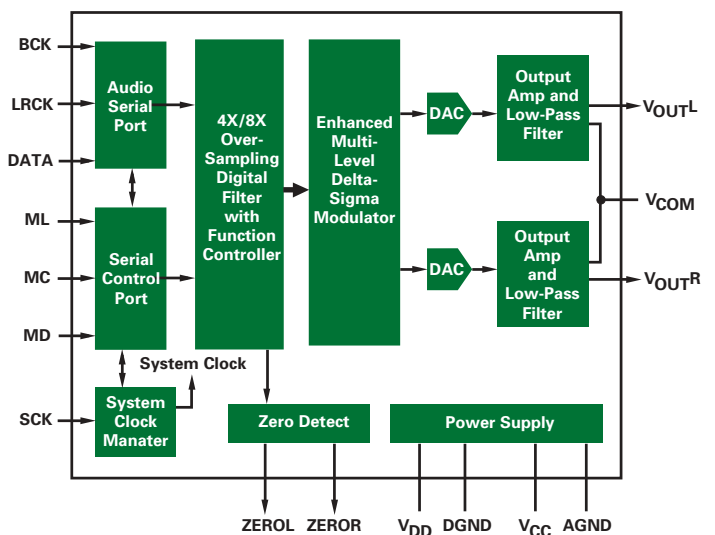 BCK
LRCK
DATA
ML
MC
MD
SCK
Audio
Serial
Port
Serial
Control
Port
System Clock
System
Clock
Manater
4X/8X
Over-
Sampling
Digital
Filter
with
Function
Controller
Enhanced
Multi-
Level
Delta-
Sigma
Modulator
DAC
DAC
Output
Amp and
Low-Pass
Filter
Output
Amp
and
Low-Pass
Filter
VOUTL
VCOM
VOUTR
Zero Detect
Power Supply
ZEROL
ZEROR
VDD
DGND
VCC
AGND